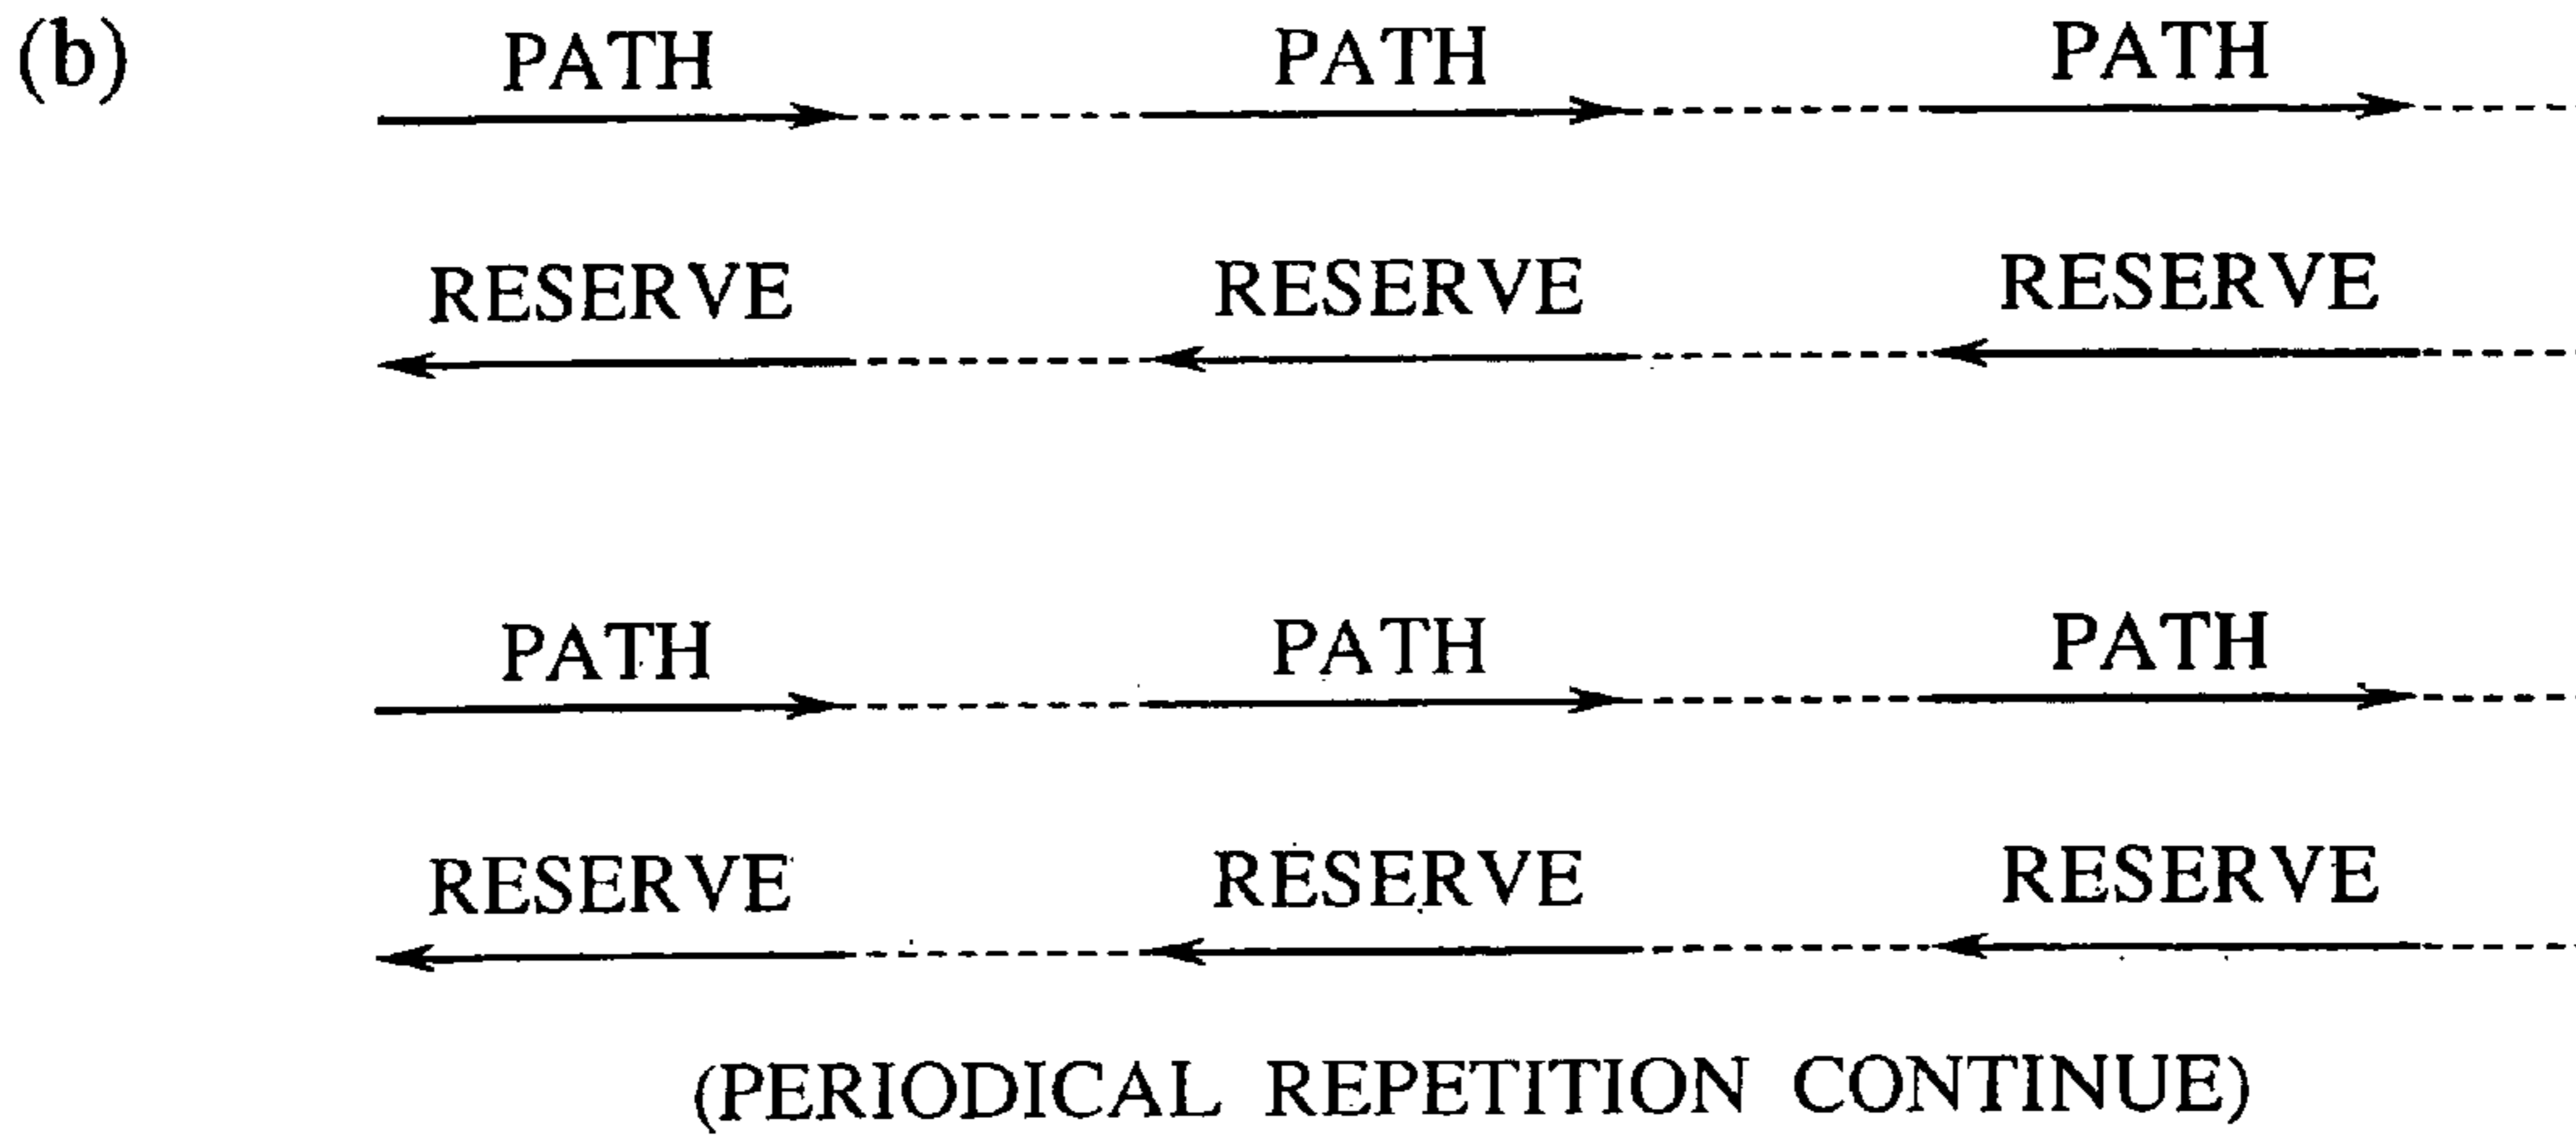 (b) PATH PATH PATH
RESERVE RESERVE RESERVE
PATH PATH PATH
RESERVE RESERVE RESERVE
(PERIODICAL REPETITION CONTINUE)